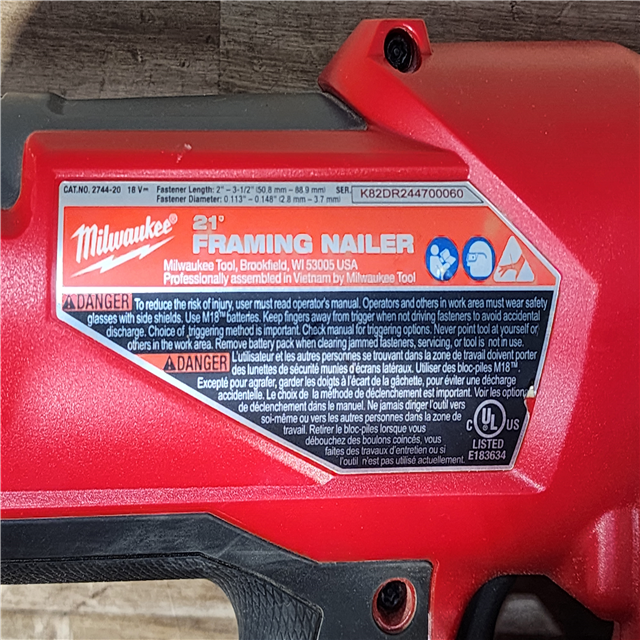 CAT.NO. 2744-20 18 V⎓ Fastener Length: 2" – 3-1/2" (50.8 mm – 88.9 mm) SER. K82DR244700060
Fastener Diameter: 0.113" – 0.148" (2.8 mm – 3.7 mm)
Milwaukee®
21°
FRAMING NAILER
Milwaukee Tool, Brookfield, WI 53005 USA
Professionally assembled in Vietnam by Milwaukee Tool
DANGER To reduce the risk of injury, user must read operator's manual. Operators and others in work area must wear safety
glasses with side shields. Use M18™ batteries. Keep fingers away from trigger when not driving fasteners to avoid accidental
discharge. Choice of triggering method is important. Check manual for triggering options. Never point tool at yourself or
others in the work area. Remove battery pack when clearing jammed fasteners, servicing, or tool is not in use.
DANGER L'utilisateur et les autres personnes se trouvant dans la zone de travail doivent porter
des lunettes de sécurité munies d'écrans latéraux. Utiliser des bloc-piles M18™.
Excepté pour agrafer, garder les doigts à l'écart de la gâchette, pour éviter une décharge
accidentelle. Le choix de la méthode de déclenchement est important. Voir les options
de déclenchement dans le manuel. Ne jamais diriger l'outil vers
soi-même ou vers les autres personnes dans la zone de
travail. Retirer le bloc-piles lorsque vous
débouchez des boulons coincés, vous
faites des travaux d'entretien ou si
l'outil n'est pas utilisé.
C UL US
LISTED
E183634